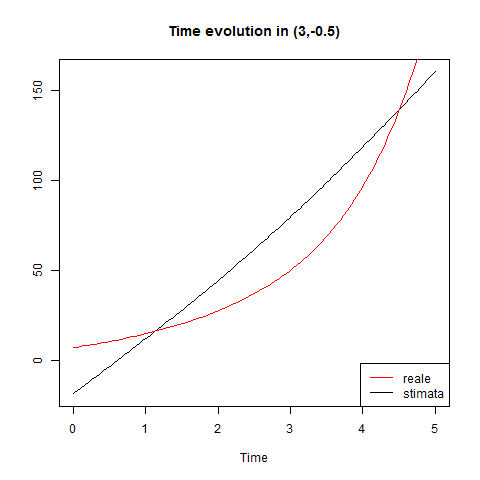 Time evolution in (3,-0.5)
150
100
50
0
reale
stimata
0 1 2 3 4 5
Time